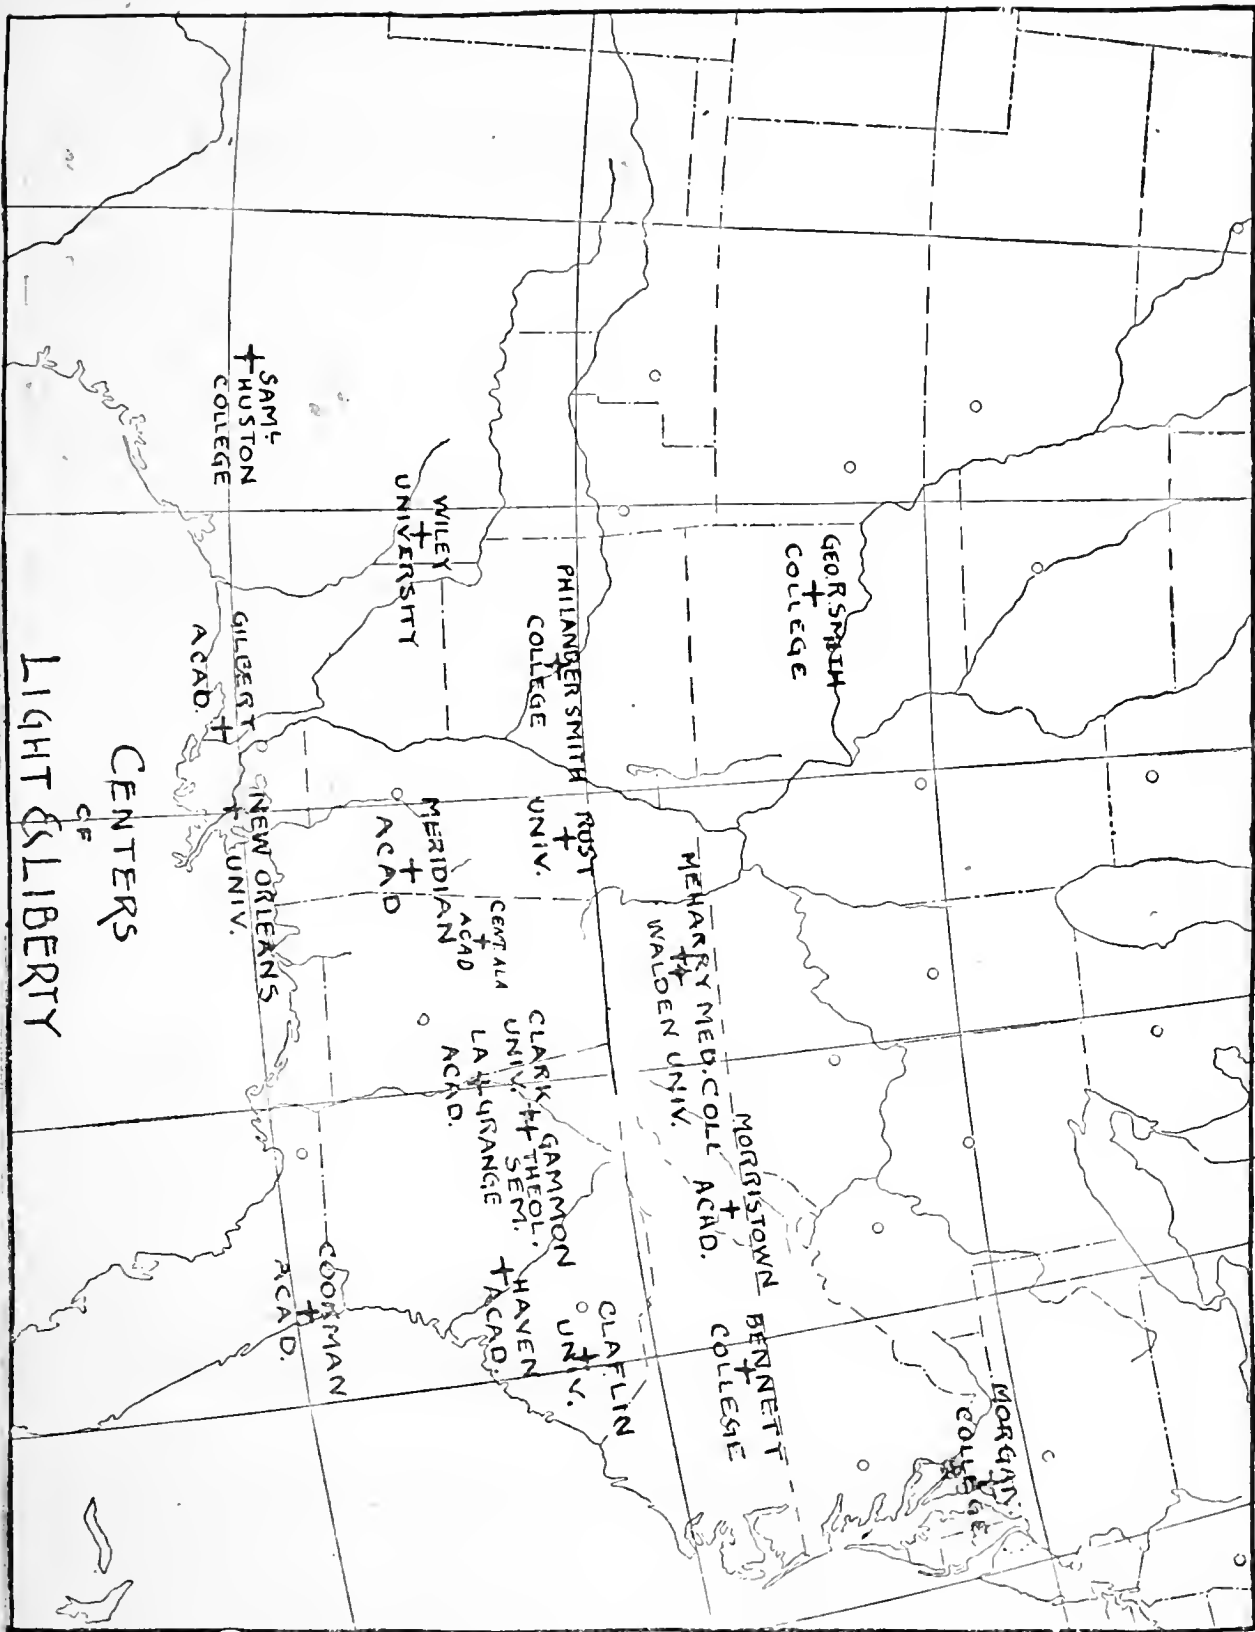 MORGAN
COLLEGE
GEO.R.SMITH
COLLEGE
MORRISTOWN
ACAD.
BENNETT
COLLEGE
MEHARRY MED. COLL
WALDEN UNIV.
PHILANDER SMITH
COLLEGE
RUST
UNIV.
CLAFLIN
UNIV.
CLARK
UNIV.
GAMMON
THEOL.
SEM.
HAVEN
ACAD.
LA GRANGE
ACAD.
CENT. ALA
ACAD
WILEY
UNIVERSITY
MERIDIAN
ACAD
COOKMAN
ACAD.
SAML
HUSTON
COLLEGE
GILBERT
ACAD.
NEW ORLEANS
UNIV.
CENTERS
OF
LIGHT & LIBERTY